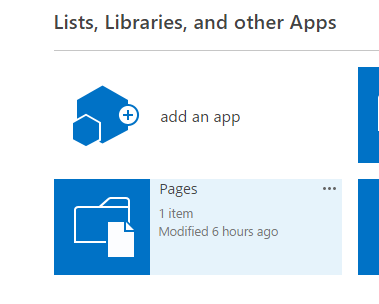 Lists, Libraries, and other Apps
add an app
Pages
1 item
Modified 6 hours ago